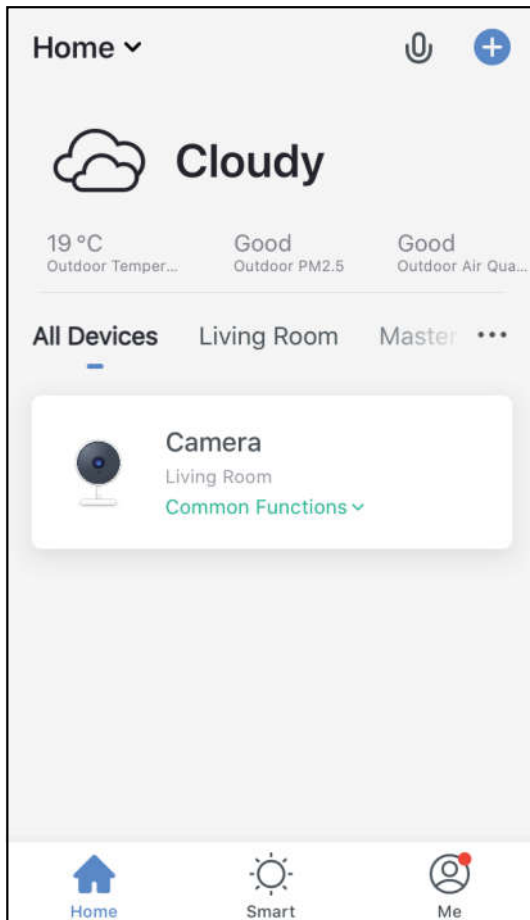 Home
Cloudy
19 °C Good Good
Outdoor Temper... Outdoor PM2.5 Outdoor Air Qua...
All Devices Living Room Master ...
Camera
Living Room
Common Functions
Home Smart Me